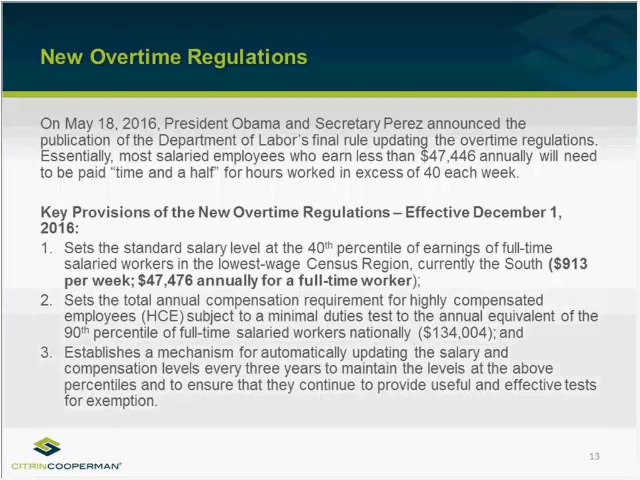 New Overtime Regulations
On May 18, 2016, President Obama and Secretary Perez announced the
publication of the Department of Labor's final rule updating the overtime regulations.
Essentially, most salaried employees who earn less than $47,446 annually will need
to be paid “time and a half” for hours worked in excess of 40 each week.
Key Provisions of the New Overtime Regulations – Effective December 1,
2016:
1. Sets the standard salary level at the 40th percentile of earnings of full-time
salaried workers in the lowest-wage Census Region, currently the South ($913
per week; $47,476 annually for a full-time worker);
2. Sets the total annual compensation requirement for highly compensated
employees (HCE) subject to a minimal duties test to the annual equivalent of the
90th percentile of full-time salaried workers nationally ($134,004); and
3. Establishes a mechanism for automatically updating the salary and
compensation levels every three years to maintain the levels at the above
percentiles and to ensure that they continue to provide useful and effective tests
for exemption.
CITRINCOOPERMAN®
13